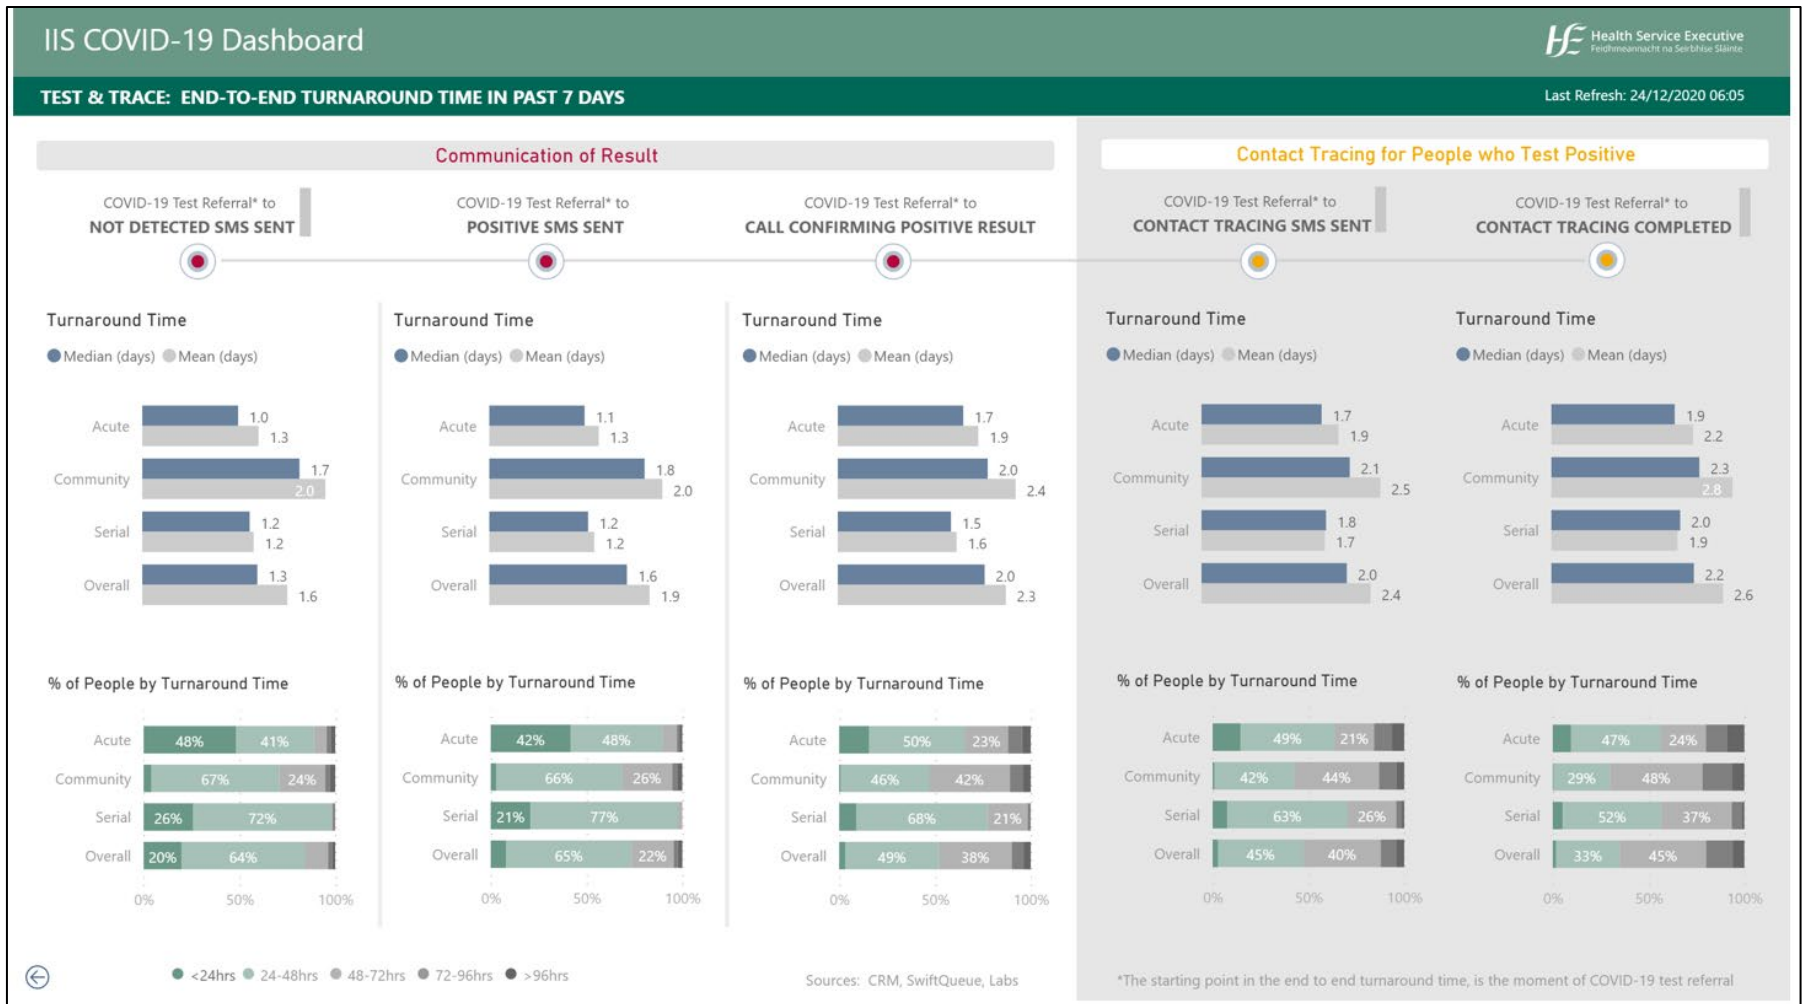 IIS COVID-19 Dashboard
Health Service Executive
Feidhmeannacht na Seirbhíse Sláinte
TEST & TRACE: END-TO-END TURNAROUND TIME IN PAST 7 DAYS
Last Refresh: 24/12/2020 06:05
Communication of Result
Contact Tracing for People who Test Positive
COVID-19 Test Referral* to
NOT DETECTED SMS SENT
COVID-19 Test Referral* to
POSITIVE SMS SENT
COVID-19 Test Referral* to
CALL CONFIRMING POSITIVE RESULT
COVID-19 Test Referral* to
CONTACT TRACING SMS SENT
COVID-19 Test Referral* to
CONTACT TRACING COMPLETED
Turnaround Time
Median (days) Mean (days)
Acute 1.0
1.3
Community 1.7
2.0
Serial 1.2
1.2
Overall 1.3
1.6
Turnaround Time
Median (days) Mean (days)
Acute 1.1
1.3
Community 1.8
2.0
Serial 1.2
1.2
Overall 1.6
1.9
Turnaround Time
Median (days) Mean (days)
Acute 1.7
1.9
Community 2.0
2.4
Serial 1.5
1.6
Overall 2.0
2.3
Turnaround Time
Median (days) Mean (days)
Acute 1.7
1.9
Community 2.1
2.5
Serial 1.8
1.7
Overall 2.0
2.4
Turnaround Time
Median (days) Mean (days)
Acute 1.9
2.2
Community 2.3
2.8
Serial 2.0
1.9
Overall 2.2
2.6
% of People by Turnaround Time
Acute 48% 41%
Community 67% 24%
Serial 26% 72%
Overall 20% 64%
0% 50% 100%
% of People by Turnaround Time
Acute 42% 48%
Community 66% 26%
Serial 21% 77%
Overall 65% 22%
0% 50% 100%
% of People by Turnaround Time
Acute 50% 23%
Community 46% 42%
Serial 68% 21%
Overall 49% 38%
0% 50% 100%
% of People by Turnaround Time
Acute 49% 21%
Community 42% 44%
Serial 63% 26%
Overall 45% 40%
0% 50% 100%
% of People by Turnaround Time
Acute 47% 24%
Community 29% 48%
Serial 52% 37%
Overall 33% 45%
0% 50% 100%
<24hrs 24-48hrs 48-72hrs 72-96hrs >96hrs
Sources: CRM, SwiftQueue, Labs
*The starting point in the end to end turnaround time, is the moment of COVID-19 test referral